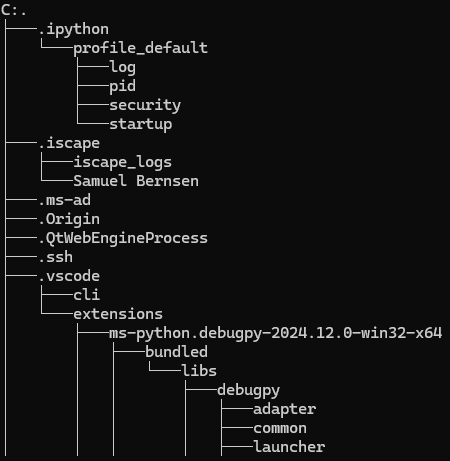 C:.
.ipython
profile_default
log
pid
security
startup
.iscape
iscape_logs
Samuel Bernsen
.ms-ad
.Origin
.QtWebEngineProcess
.ssh
.vscode
cli
extensions
ms-python.debugpy-2024.12.0-win32-x64
bundled
libs
debugpy
adapter
common
launcher